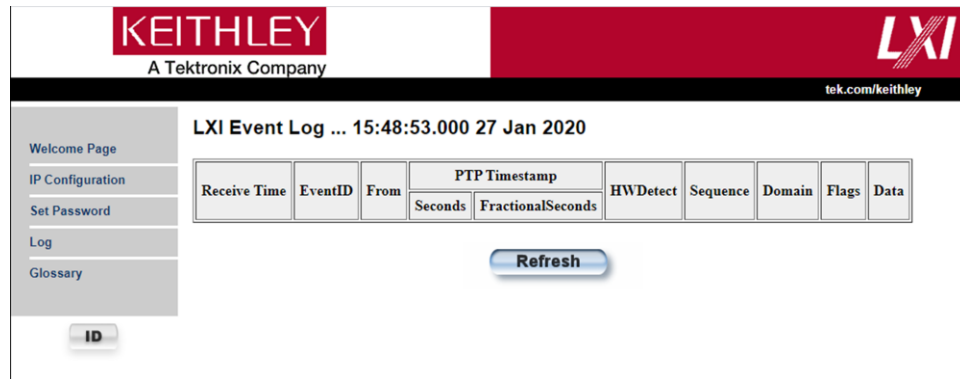 KEITHLEY
A Tektronix Company
LXI
tek.com/keithley
LXI Event Log ... 15:48:53.000 27 Jan 2020
Welcome Page
IP Configuration
Set Password
Log
Glossary
ID
Receive Time EventID From PTP Timestamp HWDetect Sequence Domain Flags Data
Seconds FractionalSeconds
Refresh